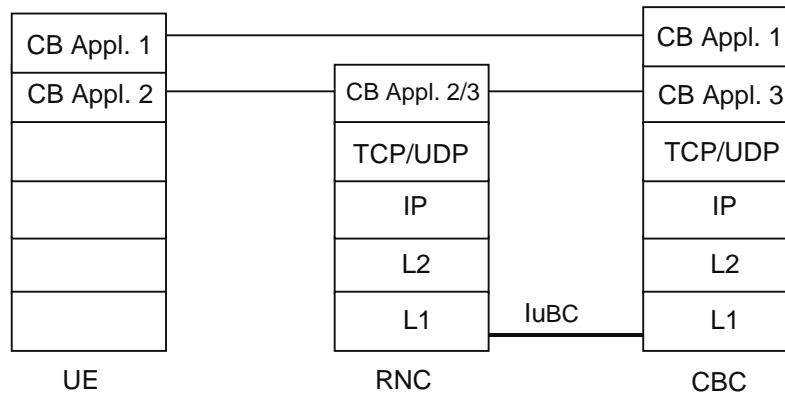 CB Appl. 1
CB Appl. 1
CB Appl. 2
CB Appl. 2/3
CB Appl. 3
TCP/UDP
TCP/UDP
IP
IP
L2
L2
L1
IuBC
L1
UE
RNC
CBC